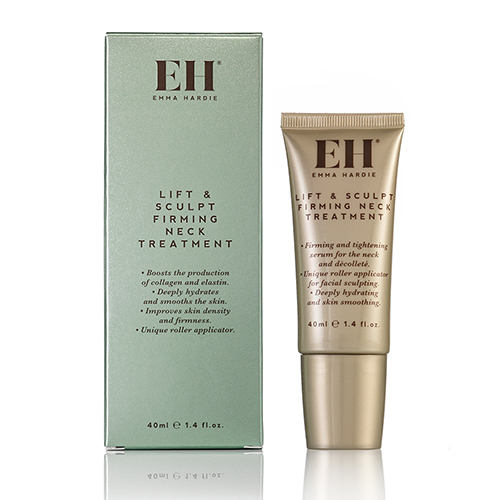 EH®
EMMA HARDIE
LIFT &
SCULPT
FIRMING
NECK
TREATMENT
• Boosts the production
of collagen and elastin.
• Deeply hydrates
and smooths the skin.
• Improves skin density
and firmness.
• Unique roller applicator.
40ml ℮ 1.4 fl.oz.
EH®
EMMA HARDIE
LIFT & SCULPT
FIRMING NECK
TREATMENT
• Firming and tightening
serum for the neck
and décolleté.
• Unique roller applicator
for facial sculpting.
• Deeply hydrating
and skin smoothing.
40ml ℮ 1.4 fl.oz.